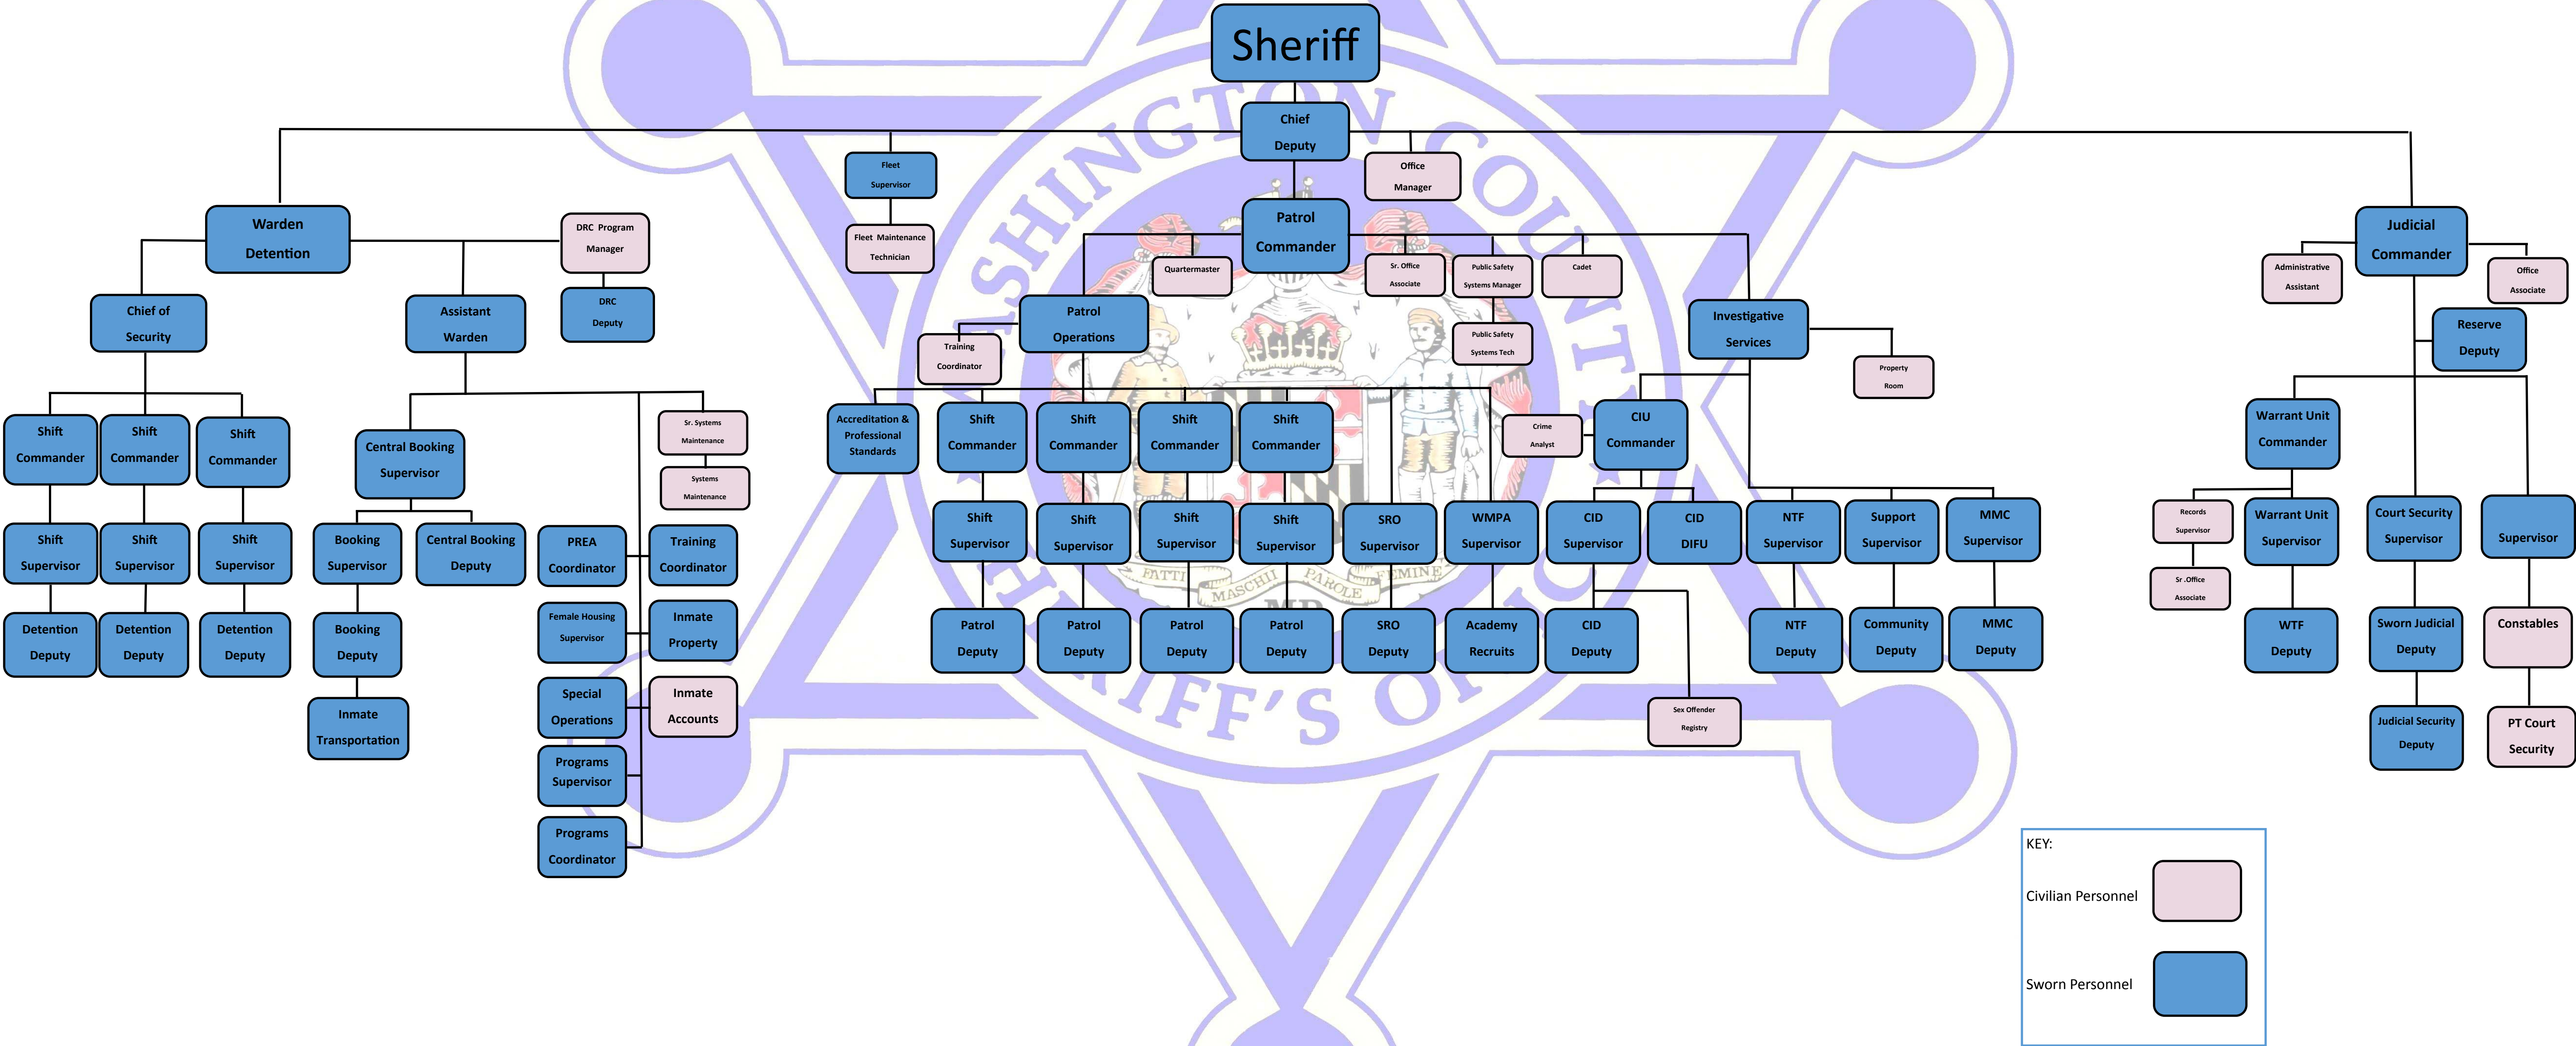 Sheriff
Chief
Deputy
Fleet
Supervisor
Office
Manager
Fleet  Maintenance
Technician
Warden
Detention
DRC  Program
Manager
DRC
Deputy
Patrol
Commander
Quartermaster
Sr. Office
Associate
Public Safety
Systems Manager
Cadet
Public Safety
Systems Tech
Judicial
Commander
Administrative
Assistant
Office
Associate
Reserve
Deputy
Chief of
Security
Assistant
Warden
Patrol
Operations
Training
Coordinator
Investigative
Services
Property
Room
Shift
Commander
Shift
Commander
Shift
Commander
Shift
Supervisor
Shift
Supervisor
Shift
Supervisor
Detention
Deputy
Detention
Deputy
Detention
Deputy
Central Booking
Supervisor
Booking
Supervisor
Central Booking
Deputy
Booking
Deputy
Inmate
Transportation
Sr. Systems
Maintenance
Systems
Maintenance
PREA
Coordinator
Training
Coordinator
Female Housing
Supervisor
Inmate
Property
Special
Operations
Inmate
Accounts
Programs
Supervisor
Programs
Coordinator
Accreditation &
Professional
Standards
Shift
Commander
Shift
Commander
Shift
Commander
Shift
Commander
Shift
Supervisor
Shift
Supervisor
Shift
Supervisor
Shift
Supervisor
SRO
Supervisor
WMPA
Supervisor
Patrol
Deputy
Patrol
Deputy
Patrol
Deputy
Patrol
Deputy
SRO
Deputy
Academy
Recruits
Crime
Analyst
CIU
Commander
CID
Supervisor
CID
DIFU
NTF
Supervisor
Support
Supervisor
MMC
Supervisor
CID
Deputy
NTF
Deputy
Community
Deputy
MMC
Deputy
Sex Offender
Registry
Warrant Unit
Commander
Records
Supervisor
Warrant Unit
Supervisor
Court Security
Supervisor
Supervisor
Sr .Office
Associate
WTF
Deputy
Sworn Judicial
Deputy
Constables
Judicial Security
Deputy
PT Court
Security
KEY:
Civilian Personnel
Sworn Personnel
WASHINGTON COUNTY
SHERIFF'S OFFICE
FATTI MASCHII PAROLE FEMINE